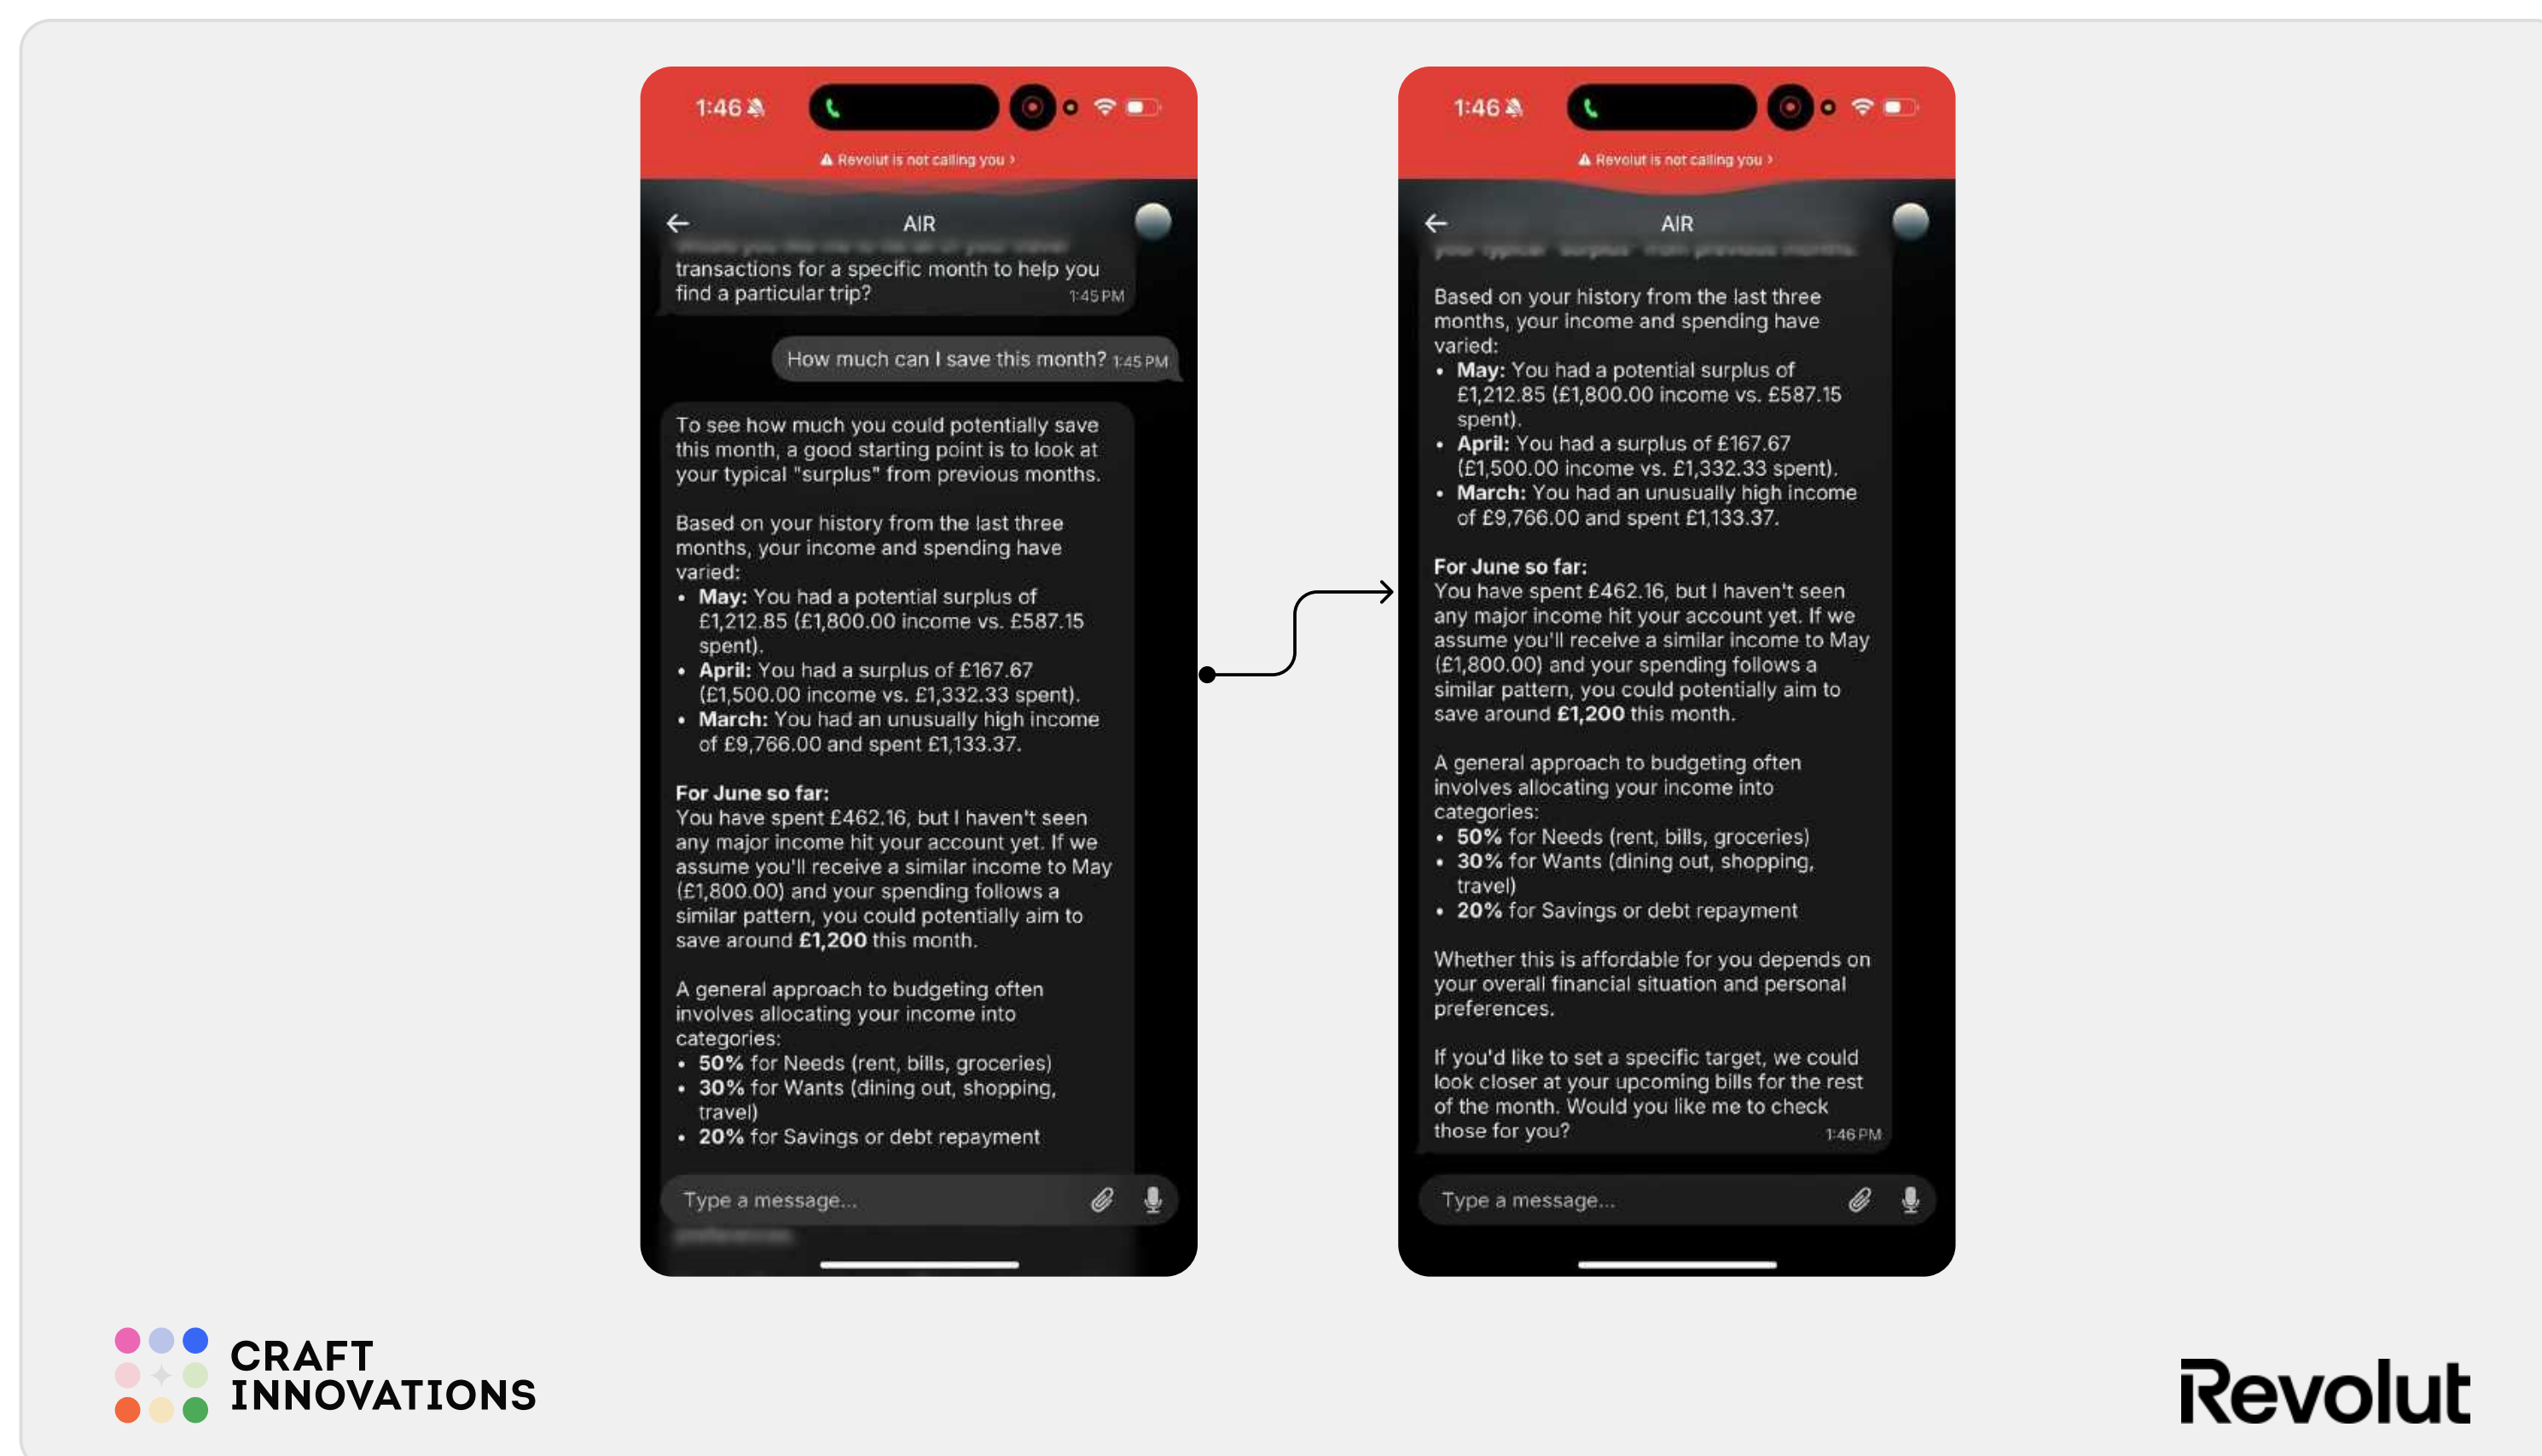 1:46
Revolut is not calling you
AIR
transactions for a specific month to help you
find a particular trip?
1:45 PM
How much can I save this month? 1:45 PM
To see how much you could potentially save
this month, a good starting point is to look at
your typical "surplus" from previous months.
Based on your history from the last three
months, your income and spending have
varied:
• May: You had a potential surplus of
£1,212.85 (£1,800.00 income vs. £587.15
spent).
• April: You had a surplus of £167.67
(£1,500.00 income vs. £1,332.33 spent).
• March: You had an unusually high income
of £9,766.00 and spent £1,133.37.
For June so far:
You have spent £462.16, but I haven't seen
any major income hit your account yet. If we
assume you'll receive a similar income to May
(£1,800.00) and your spending follows a
similar pattern, you could potentially aim to
save around £1,200 this month.
A general approach to budgeting often
involves allocating your income into
categories:
• 50% for Needs (rent, bills, groceries)
• 30% for Wants (dining out, shopping,
travel)
• 20% for Savings or debt repayment
Type a message...
preferences.
1:46
Revolut is not calling you
AIR
your typical "surplus" from previous months.
Based on your history from the last three
months, your income and spending have
varied:
• May: You had a potential surplus of
£1,212.85 (£1,800.00 income vs. £587.15
spent).
• April: You had a surplus of £167.67
(£1,500.00 income vs. £1,332.33 spent).
• March: You had an unusually high income
of £9,766.00 and spent £1,133.37.
For June so far:
You have spent £462.16, but I haven't seen
any major income hit your account yet. If we
assume you'll receive a similar income to May
(£1,800.00) and your spending follows a
similar pattern, you could potentially aim to
save around £1,200 this month.
A general approach to budgeting often
involves allocating your income into
categories:
• 50% for Needs (rent, bills, groceries)
• 30% for Wants (dining out, shopping,
travel)
• 20% for Savings or debt repayment
Whether this is affordable for you depends on
your overall financial situation and personal
preferences.
If you'd like to set a specific target, we could
look closer at your upcoming bills for the rest
of the month. Would you like me to check
those for you?
1:46 PM
Type a message...
CRAFT
INNOVATIONS
Revolut